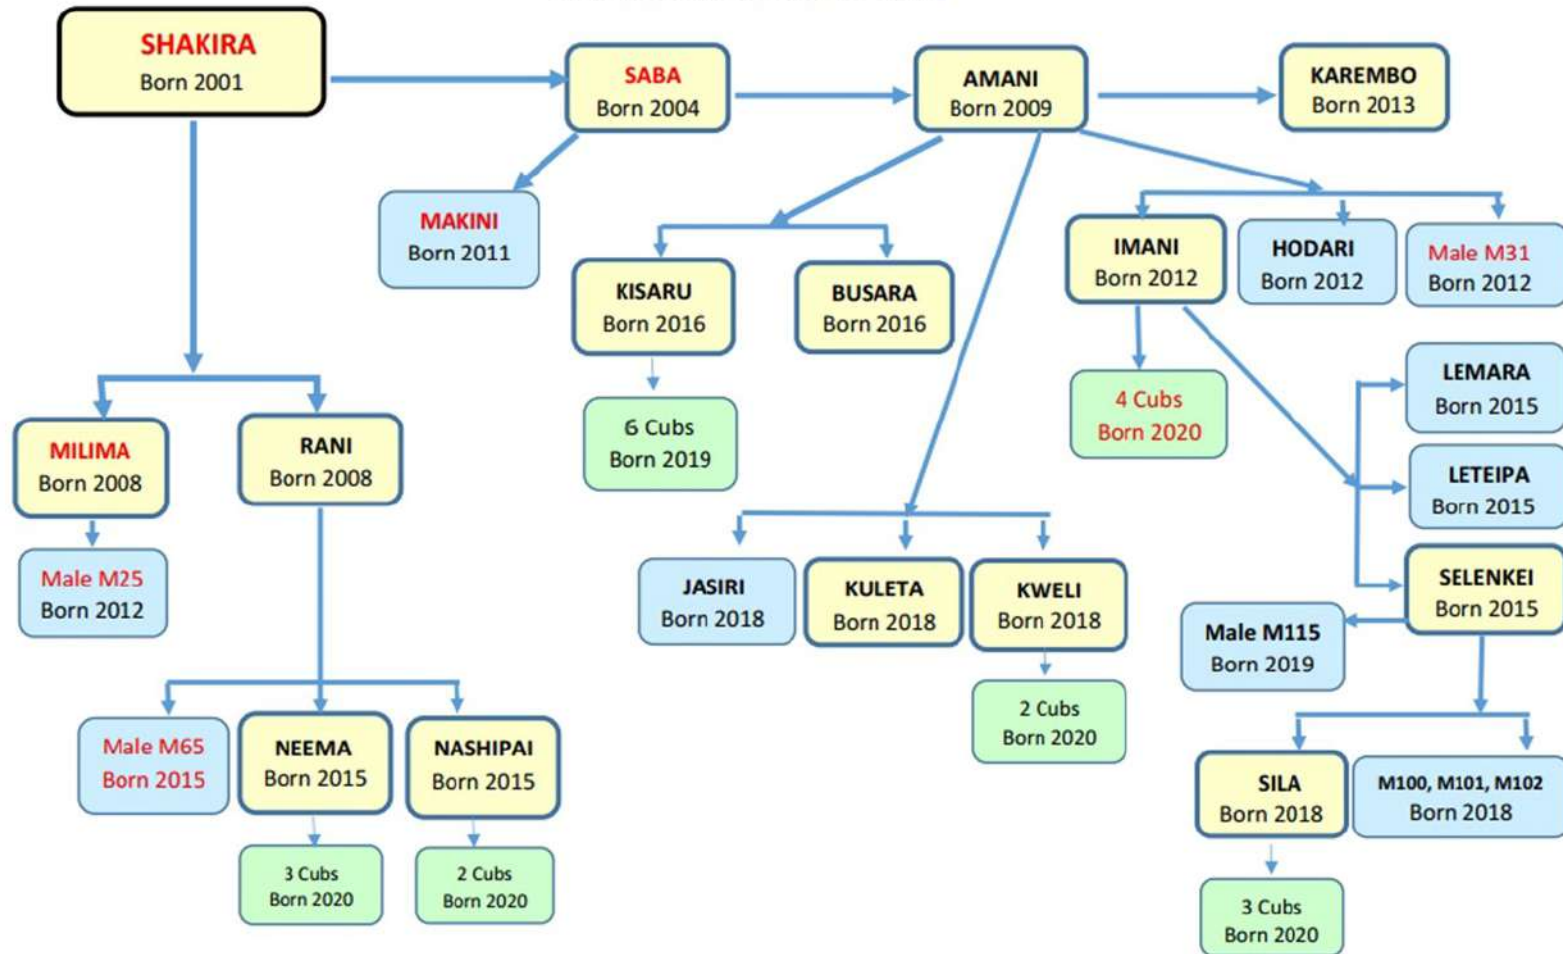 SHAKIRA
Born 2001
SABA
Born 2004
AMANI
Born 2009
KAREMBO
Born 2013
MAKINI
Born 2011
KISARU
Born 2016
BUSARA
Born 2016
IMANI
Born 2012
HODARI
Born 2012
Male M31
Born 2012
MILIMA
Born 2008
RANI
Born 2008
6 Cubs
Born 2019
4 Cubs
Born 2020
LEMARA
Born 2015
LETEIPA
Born 2015
SELENKEI
Born 2015
Male M25
Born 2012
JASIRI
Born 2018
KULETA
Born 2018
KWELI
Born 2018
Male M115
Born 2019
2 Cubs
Born 2020
Male M65
Born 2015
NEEMA
Born 2015
NASHIPAI
Born 2015
SILA
Born 2018
M100, M101, M102
Born 2018
3 Cubs
Born 2020
2 Cubs
Born 2020
3 Cubs
Born 2020